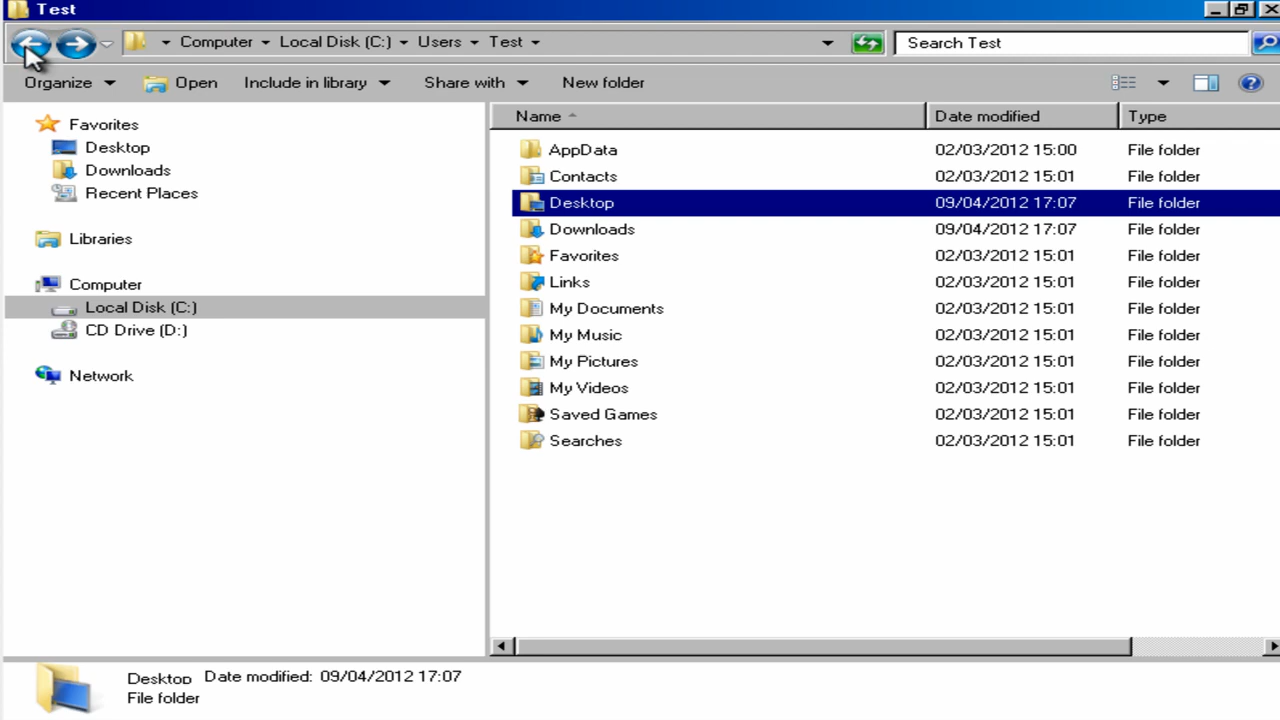 Test
Computer Local Disk (C:) Users Test Search Test
Organize Open Include in library Share with New folder
Favorites
Desktop
Downloads
Recent Places
Libraries
Computer
Local Disk (C:)
CD Drive (D:)
Network
Name Date modified Type
AppData 02/03/2012 15:00 File folder
Contacts 02/03/2012 15:01 File folder
Desktop 09/04/2012 17:07 File folder
Downloads 09/04/2012 17:07 File folder
Favorites 02/03/2012 15:01 File folder
Links 02/03/2012 15:01 File folder
My Documents 02/03/2012 15:01 File folder
My Music 02/03/2012 15:01 File folder
My Pictures 02/03/2012 15:01 File folder
My Videos 02/03/2012 15:01 File folder
Saved Games 02/03/2012 15:01 File folder
Searches 02/03/2012 15:01 File folder
Desktop Date modified: 09/04/2012 17:07
File folder